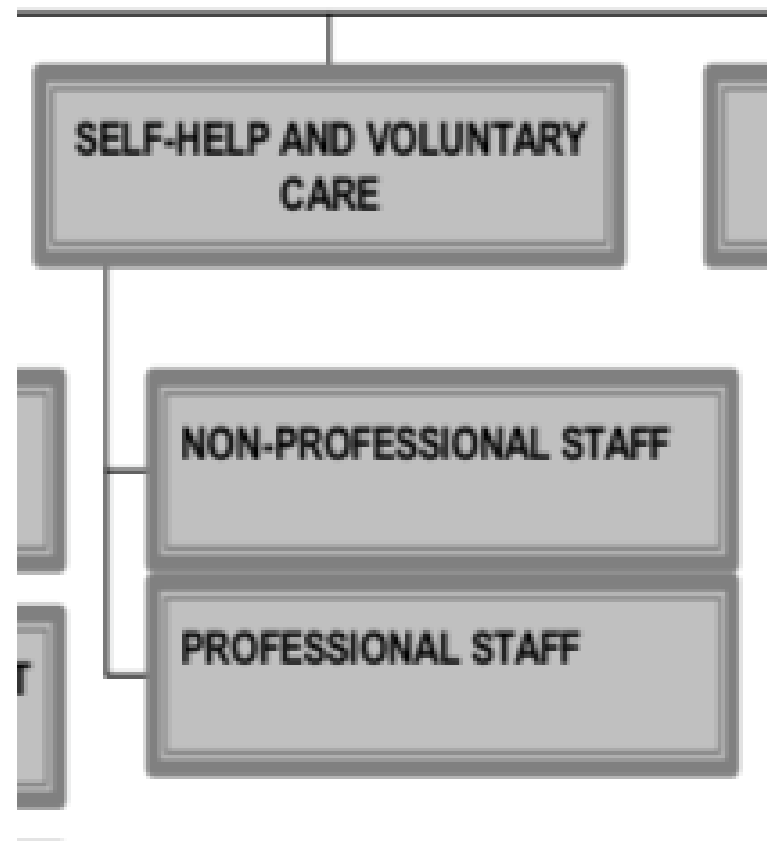 SELF-HELP AND VOLUNTARY
CARE
NON-PROFESSIONAL STAFF
PROFESSIONAL STAFF
T